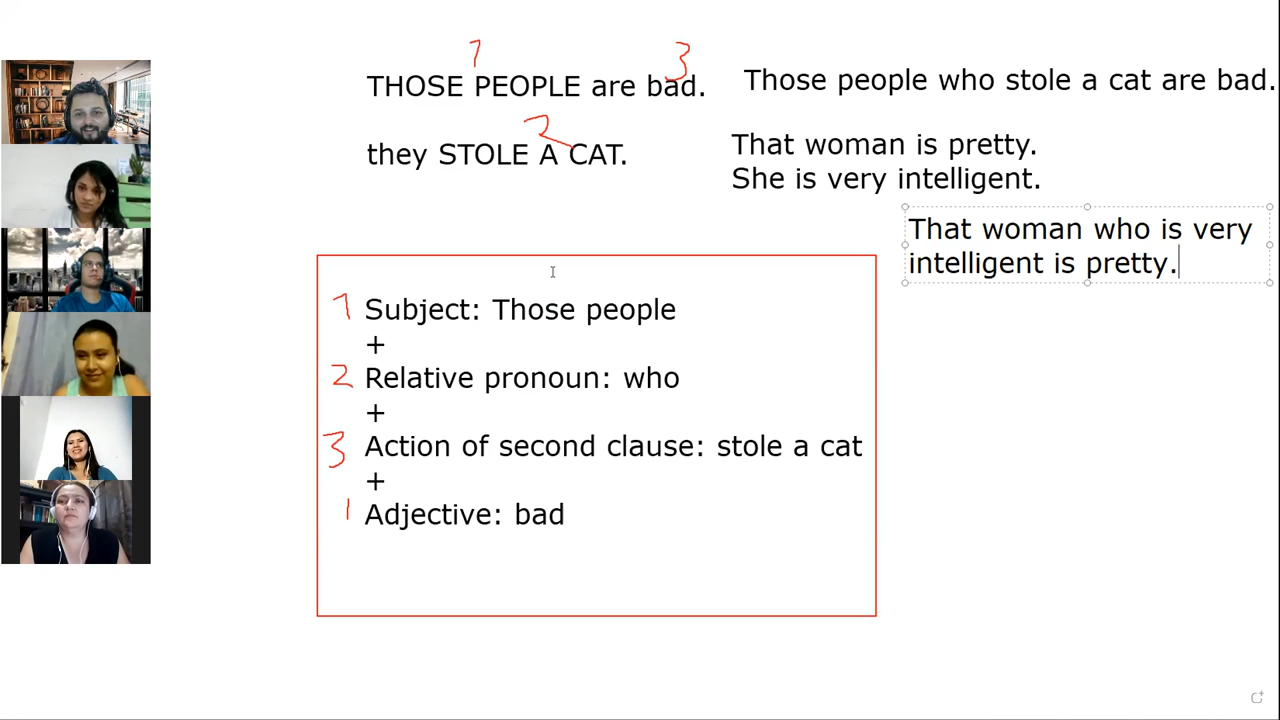 1
3
THOSE PEOPLE are bad.
2
they STOLE A CAT.
Those people who stole a cat are bad.
That woman is pretty.
She is very intelligent.
That woman who is very
intelligent is pretty.
1 Subject: Those people
+
2 Relative pronoun: who
+
3 Action of second clause: stole a cat
+
1 Adjective: bad